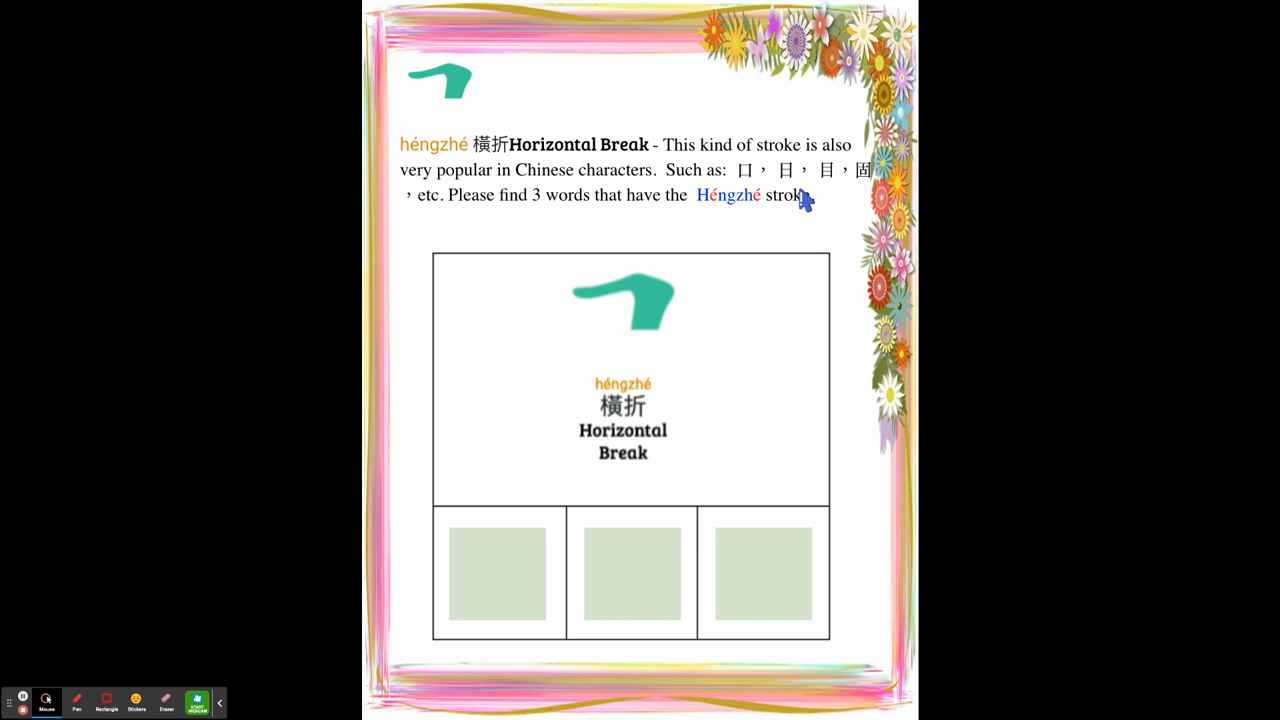 héngzhé 橫折Horizontal Break - This kind of stroke is also
very popular in Chinese characters. Such as: 口， 日， 目，固
，etc. Please find 3 words that have the Héngzhé stroke
héngzhé
橫折
Horizontal
Break
Mouse
Pen
Rectangle
Stickers
Eraser
START
WEBCAM